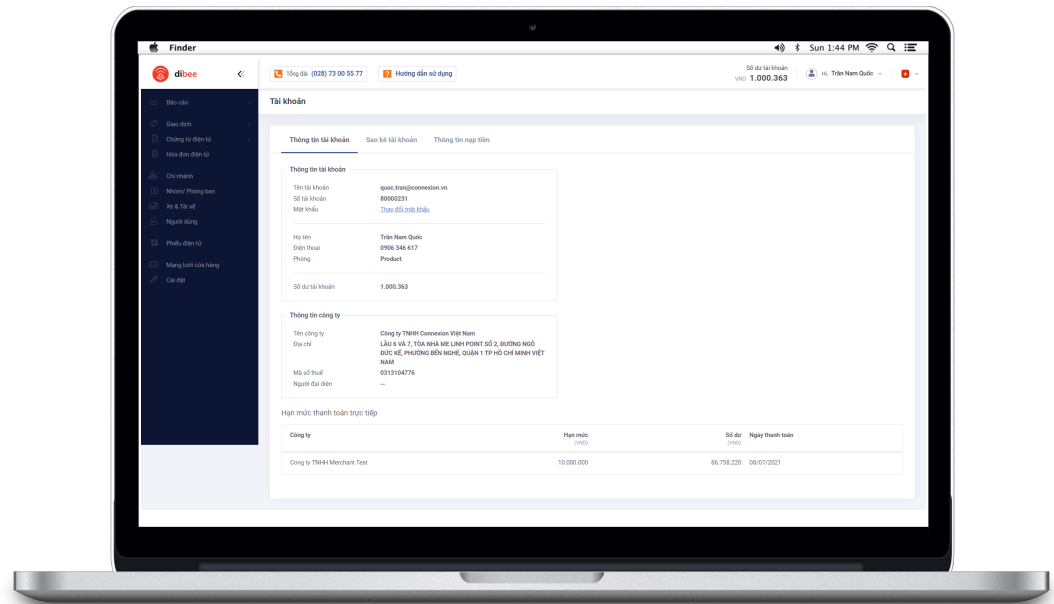 Finder
Sun 1:44 PM
dibee
Tổng đài (028) 73 00 55 77
Hướng dẫn sử dụng
Số dư tài khoản
VND 1.000.363
Hi, Trần Nam Quốc
Báo cáo
Giao dịch
Chứng từ điện tử
Hóa đơn điện tử
Chi nhánh
Nhóm/ Phòng ban
Xe & Tài xế
Người dùng
Phiếu điện tử
Mạng lưới cửa hàng
Cài đặt
Tài khoản
Thông tin tài khoản
Sao kê tài khoản
Thông tin nạp tiền
Thông tin tài khoản
Tên tài khoản quoc.tran@connexion.vn
Số tài khoản 80000231
Mật khẩu Thay đổi mật khẩu
Họ tên Trần Nam Quốc
Điện thoại 0906 346 617
Phòng Product
Số dư tài khoản 1.000.363
Thông tin công ty
Tên công ty Công ty TNHH Connexion Việt Nam
Địa chỉ LẦU 6 VÀ 7, TÒA NHÀ ME LINH POINT SỐ 2, ĐƯỜNG NGÔ
ĐỨC KẾ, PHƯỜNG BẾN NGHÉ, QUẬN 1 TP HỒ CHÍ MINH VIỆT
NAM
Mã số thuế 0313104776
Người đại diện --
Hạn mức thanh toán trực tiếp
Công ty Hạn mức Số dư Ngày thanh toán
(VND) (VND)
Cong ty TNHH Merchant Test 10.000.000 86.758.220 08/07/2021